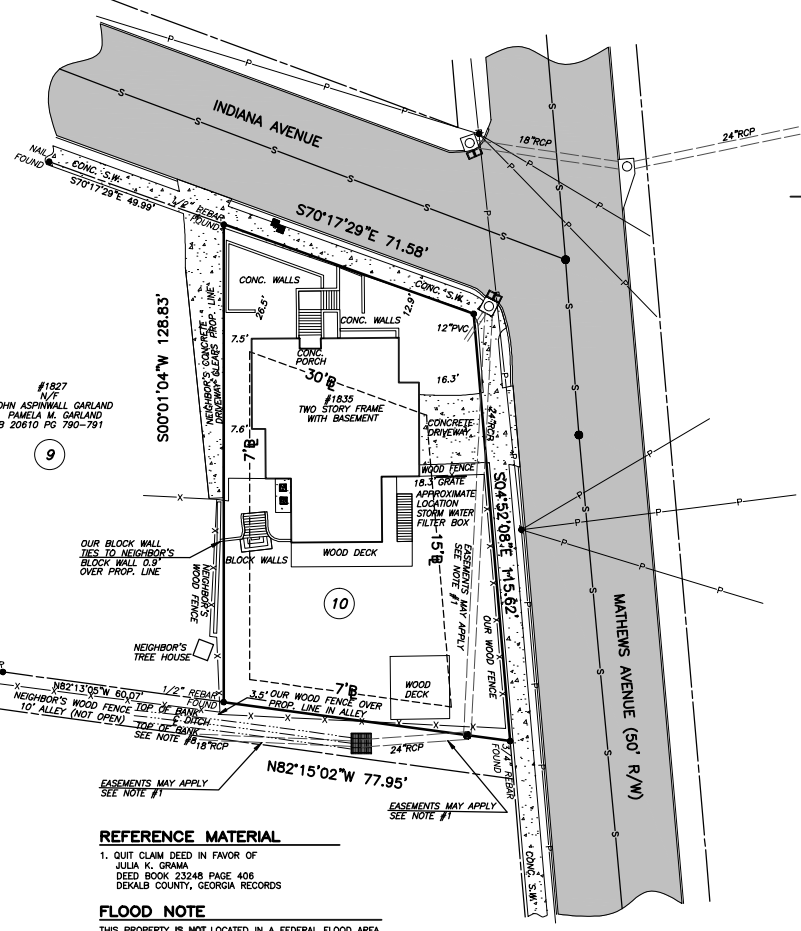 INDIANA AVENUE
18"RCP
24"RCP
NAIL
FOUND
CONC. S.W.
S70°17'29"E 49.99'
1/2" REBAR
FOUND
S70°17'29"E 71.58'
CONC. S.W.
CONC. WALLS
26.5'
12.9'
CONC. WALLS
12"PVC
7.5'
CONC.
PORCH
30' BL
16.3'
#1835
TWO STORY FRAME
WITH BASEMENT
S00°01'04"W 128.83'
NEIGHBOR'S CONCRETE
DRIVEWAY CLEARS PROP. LINE
#1827
N/F
OHN ASPINWALL GARLAND
PAMELA M. GARLAND
B 20610 PG 790-791
9
7.6'
7' BL
CONCRETE
DRIVEWAY
24"RCP
WOOD FENCE
18.3' GRATE
APPROXIMATE
LOCATION
STORM WATER
FILTER BOX
S04°52'08"E 115.62'
OUR BLOCK WALL
TIES TO NEIGHBOR'S
BLOCK WALL 0.9'
OVER PROP. LINE
BLOCK WALLS
WOOD DECK
15' BL
EASEMENTS MAY APPLY
SEE NOTE #1
NEIGHBOR'S
WOOD FENCE
10
OUR WOOD FENCE
MATHEWS AVENUE (50' R/W)
NEIGHBOR'S
TREE HOUSE
WOOD
DECK
7' BL
N82°13'05"W 60.07'
1/2" REBAR
FOUND
3.5' OUR WOOD FENCE OVER
PROP. LINE IN ALLEY
NEIGHBOR'S WOOD FENCE
10' ALLEY (NOT OPEN)
TOP OF BANK
℄ DITCH
TOP OF BANK
SEE NOTE #8
18"RCP
24"RCP
3/4" REBAR
FOUND
N82°15'02"W 77.95'
EASEMENTS MAY APPLY
SEE NOTE #1
EASEMENTS MAY APPLY
SEE NOTE #1
CONC. S.W.
REFERENCE MATERIAL
1. QUIT CLAIM DEED IN FAVOR OF
JULIA K. GRAMA
DEED BOOK 23248 PAGE 406
DEKALB COUNTY, GEORGIA RECORDS
FLOOD NOTE
THIS PROPERTY IS NOT LOCATED IN A FEDERAL FLOOD AREA